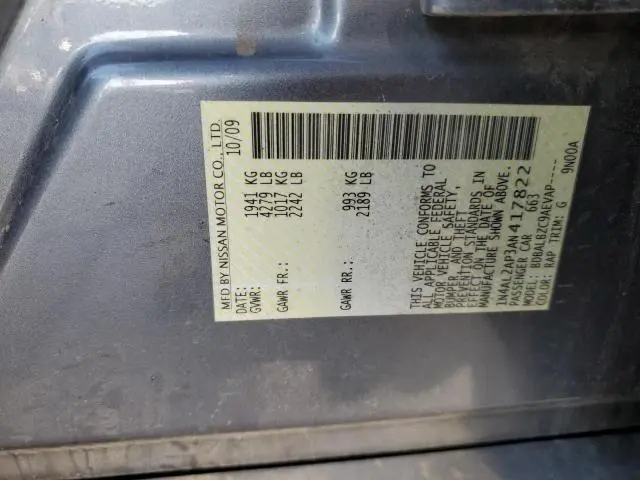 MFD BY NISSAN MOTOR CO., LTD.
DATE: 10/09
GVWR: 1941 KG
4279 LB
GAWR FR.: 1017 KG
2242 LB
GAWR RR.: 993 KG
2189 LB
THIS VEHICLE CONFORMS TO
ALL APPLICABLE FEDERAL
MOTOR VEHICLE SAFETY,
BUMPER, AND THEFT
PREVENTION STANDARDS IN
EFFECT ON THE DATE OF
MANUFACTURE SHOWN ABOVE.
1N4AL2AP3AN417822
PASSENGER CAR 663
MODEL: BDBALBZC9AEVAP----
COLOR: RAP TRIM: G 9N00A